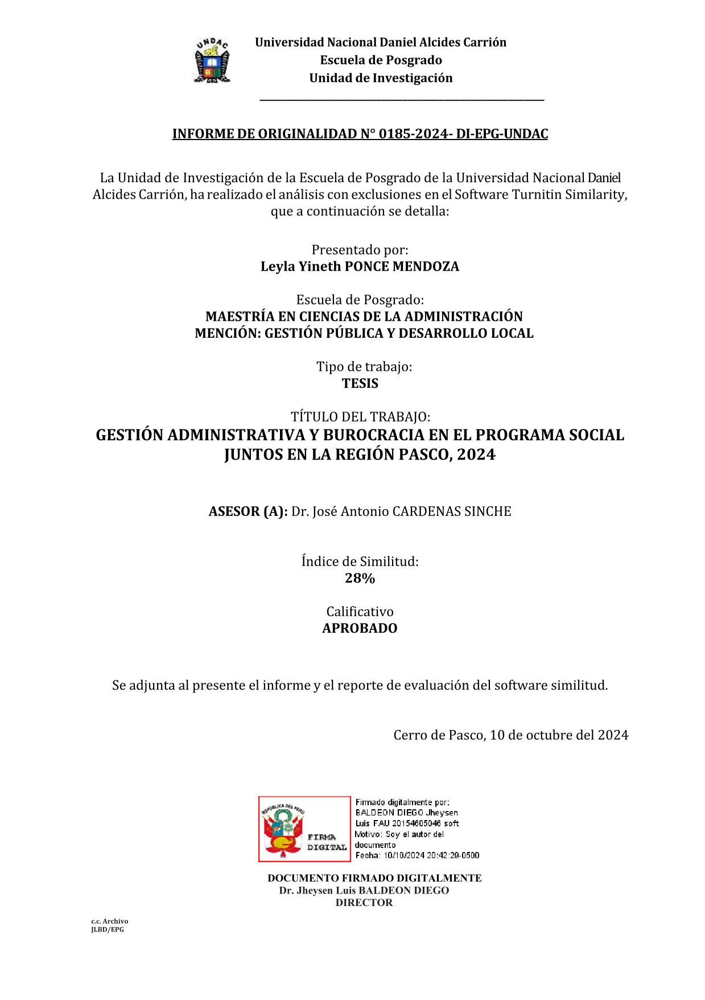 UNDAC
Universidad Nacional Daniel Alcides Carrión
Escuela de Posgrado
Unidad de Investigación
INFORME DE ORIGINALIDAD N° 0185-2024- DI-EPG-UNDAC
La Unidad de Investigación de la Escuela de Posgrado de la Universidad Nacional Daniel
Alcides Carrión, ha realizado el análisis con exclusiones en el Software Turnitin Similarity,
que a continuación se detalla:
Presentado por:
Leyla Yineth PONCE MENDOZA
Escuela de Posgrado:
MAESTRÍA EN CIENCIAS DE LA ADMINISTRACIÓN
MENCIÓN: GESTIÓN PÚBLICA Y DESARROLLO LOCAL
Tipo de trabajo:
TESIS
TÍTULO DEL TRABAJO:
GESTIÓN ADMINISTRATIVA Y BUROCRACIA EN EL PROGRAMA SOCIAL
JUNTOS EN LA REGIÓN PASCO, 2024
ASESOR (A): Dr. José Antonio CARDENAS SINCHE
Índice de Similitud:
28%
Calificativo
APROBADO
Se adjunta al presente el informe y el reporte de evaluación del software similitud.
Cerro de Pasco, 10 de octubre del 2024
REPÚBLICA DEL PERÚ
FIRMA
DIGITAL
Firmado digitalmente por:
BALDEON DIEGO Jheysen
Luis FAU 20154605046 soft
Motivo: Soy el autor del
documento
Fecha: 10/10/2024 20:42:29-0500
DOCUMENTO FIRMADO DIGITALMENTE
Dr. Jheysen Luis BALDEON DIEGO
DIRECTOR
c.c. Archivo
JLBD/EPG